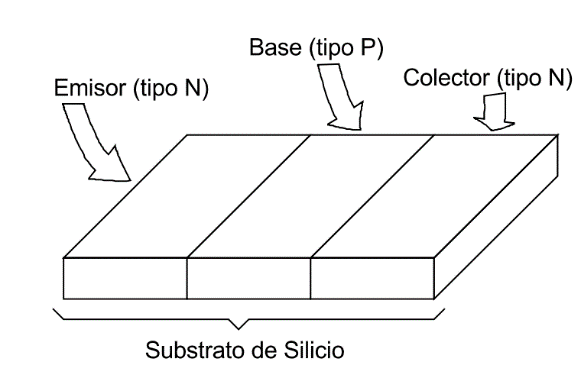 Base (tipo P)
Colector (tipo N)
Emisor (tipo N)
Substrato de Silicio